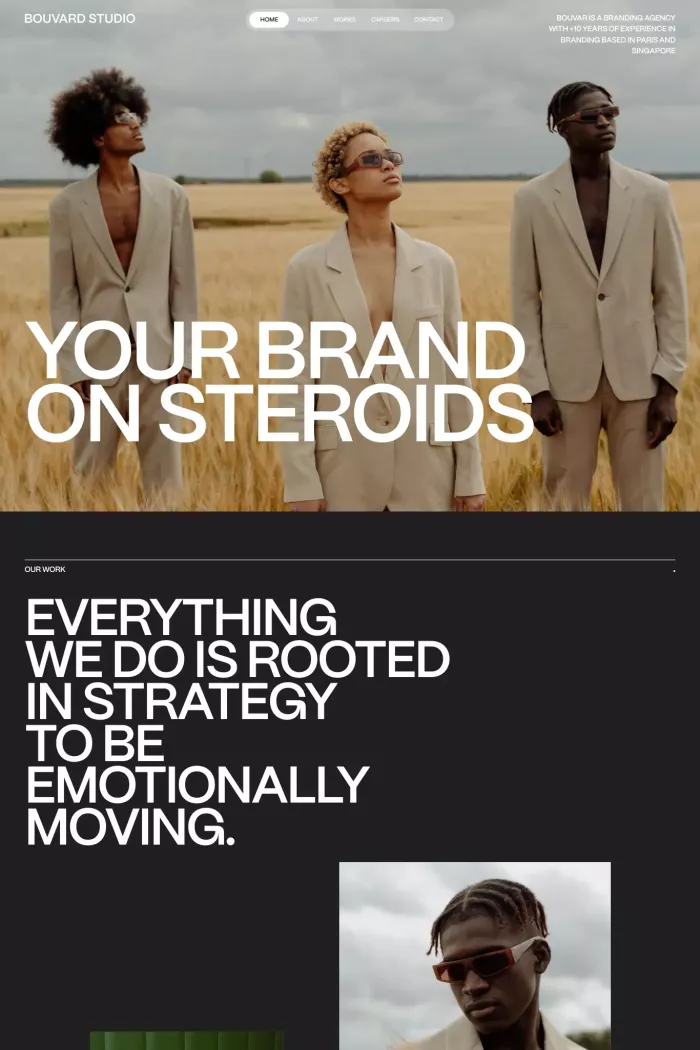 BOUVARD STUDIO
HOME ABOUT WORKS CAREERS CONTACT
BOUVAR IS A BRANDING AGENCY
WITH +10 YEARS OF EXPERIENCE IN
BRANDING BASED IN PARIS AND
SINGAPORE
YOUR BRAND
ON STEROIDS
OUR WORK
EVERYTHING
WE DO IS ROOTED
IN STRATEGY
TO BE
EMOTIONALLY
MOVING.